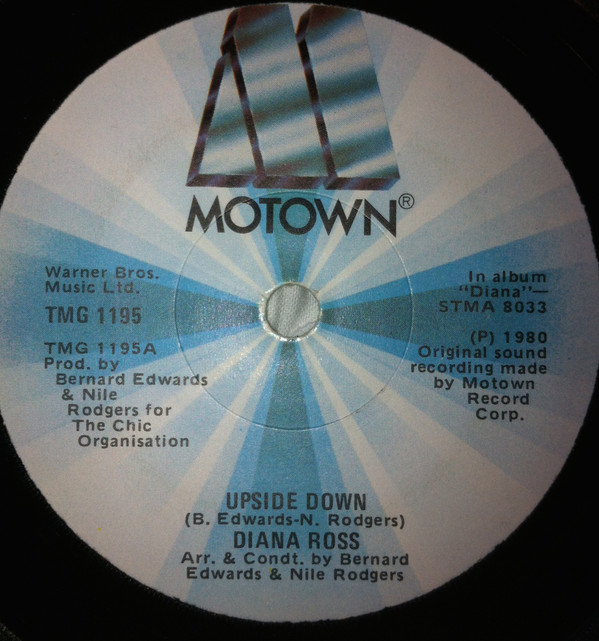 MOTOWN®
Warner Bros.
Music Ltd.
TMG 1195
TMG 1195A
Prod. by
Bernard Edwards
& Nile
Rodgers for
The Chic
Organisation
In album
"Diana"—
STMA 8033
(P) 1980
Original sound
recording made
by Motown
Record
Corp.
UPSIDE DOWN
(B. Edwards-N. Rodgers)
DIANA ROSS
Arr. & Condt. by Bernard
Edwards & Nile Rodgers